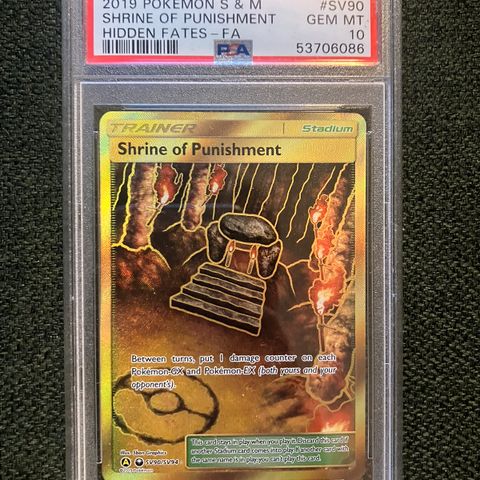 2019 POKEMON S & M #SV90
SHRINE OF PUNISHMENT GEM MT
HIDDEN FATES-FA 10
PSA 53706086
TRAINER Stadium
Shrine of Punishment
Between turns, put 1 damage counter on each
Pokémon-GX and Pokémon-EX (both yours and your
opponent's).
This card stays in play when you play it. Discard this card if
another Stadium card comes into play. If another card with
the same name is in play, you can't play this card.
Illus. 5ban Graphics
SV90/SV94